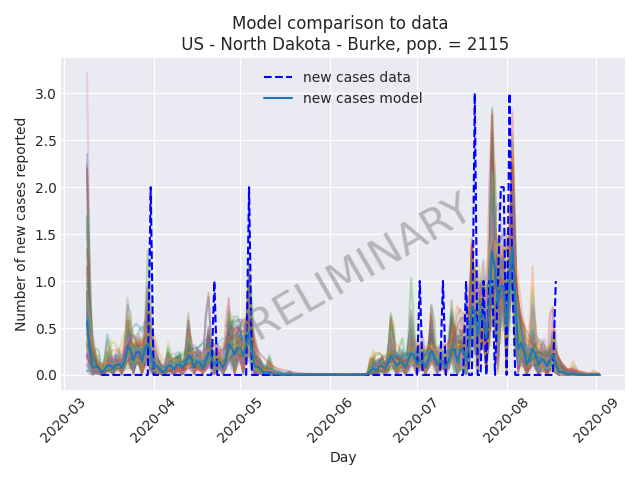 Model comparison to data
US - North Dakota - Burke, pop. = 2115
new cases data
new cases model
Number of new cases reported
3.0
2.5
2.0
1.5
1.0
0.5
0.0
PRELIMINARY
2020-03
2020-04
2020-05
2020-06
2020-07
2020-08
2020-09
Day